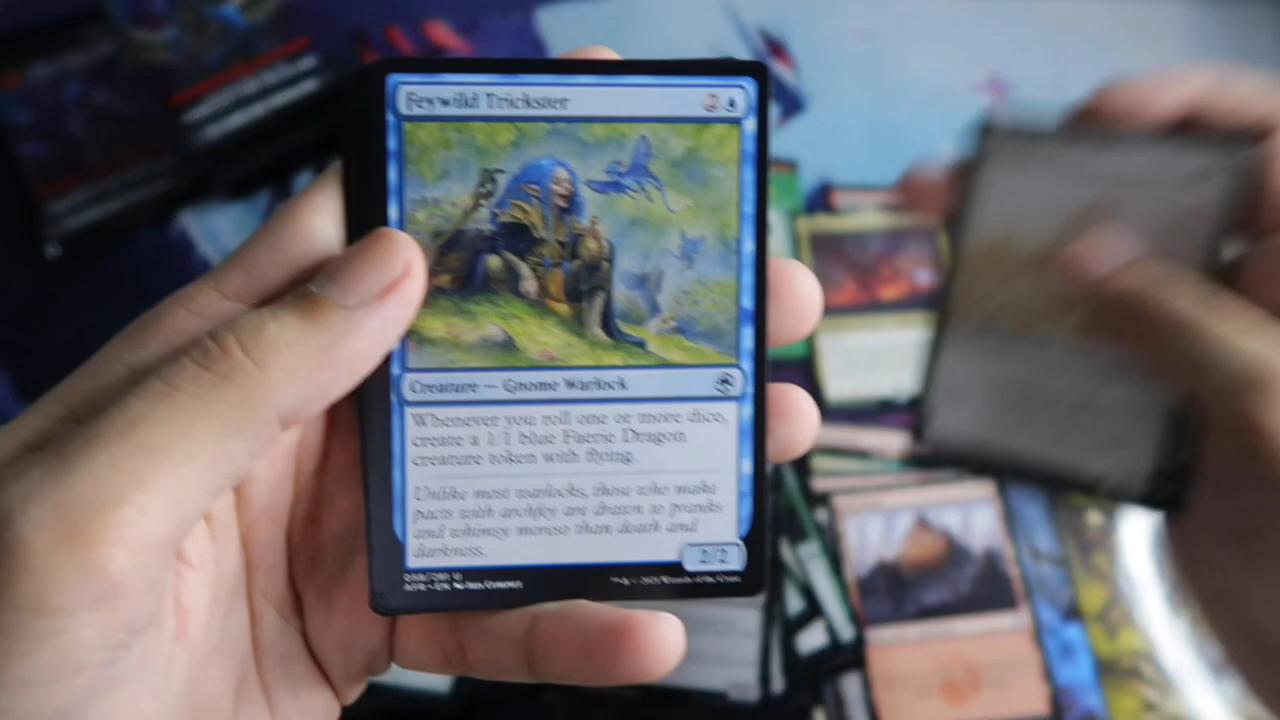 Feywild Trickster
Creature — Gnome Warlock
Whenever you roll one or more dice,
create a 1/1 blue Faerie Dragon
creature token with flying.
Unlike most warlocks, those who make
pacts with archfey are drawn to pranks
and whimsy moreso than death and
darkness.
2/2